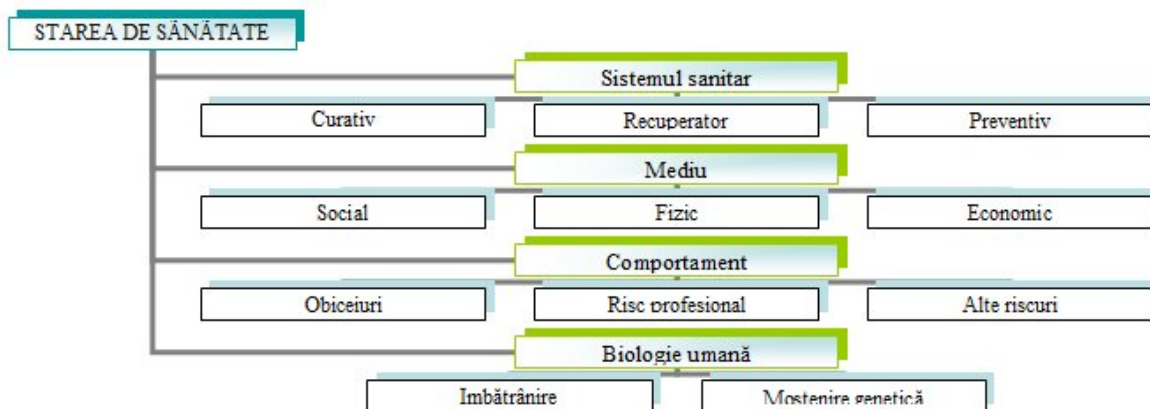 STAREA DE SĂNĂTATE
Sistemul sanitar
Curativ
Recuperator
Preventiv
Mediu
Social
Fizic
Economic
Comportament
Obiceiuri
Risc profesional
Alte riscuri
Biologie umană
Imbătrânire
Mostenire genetică